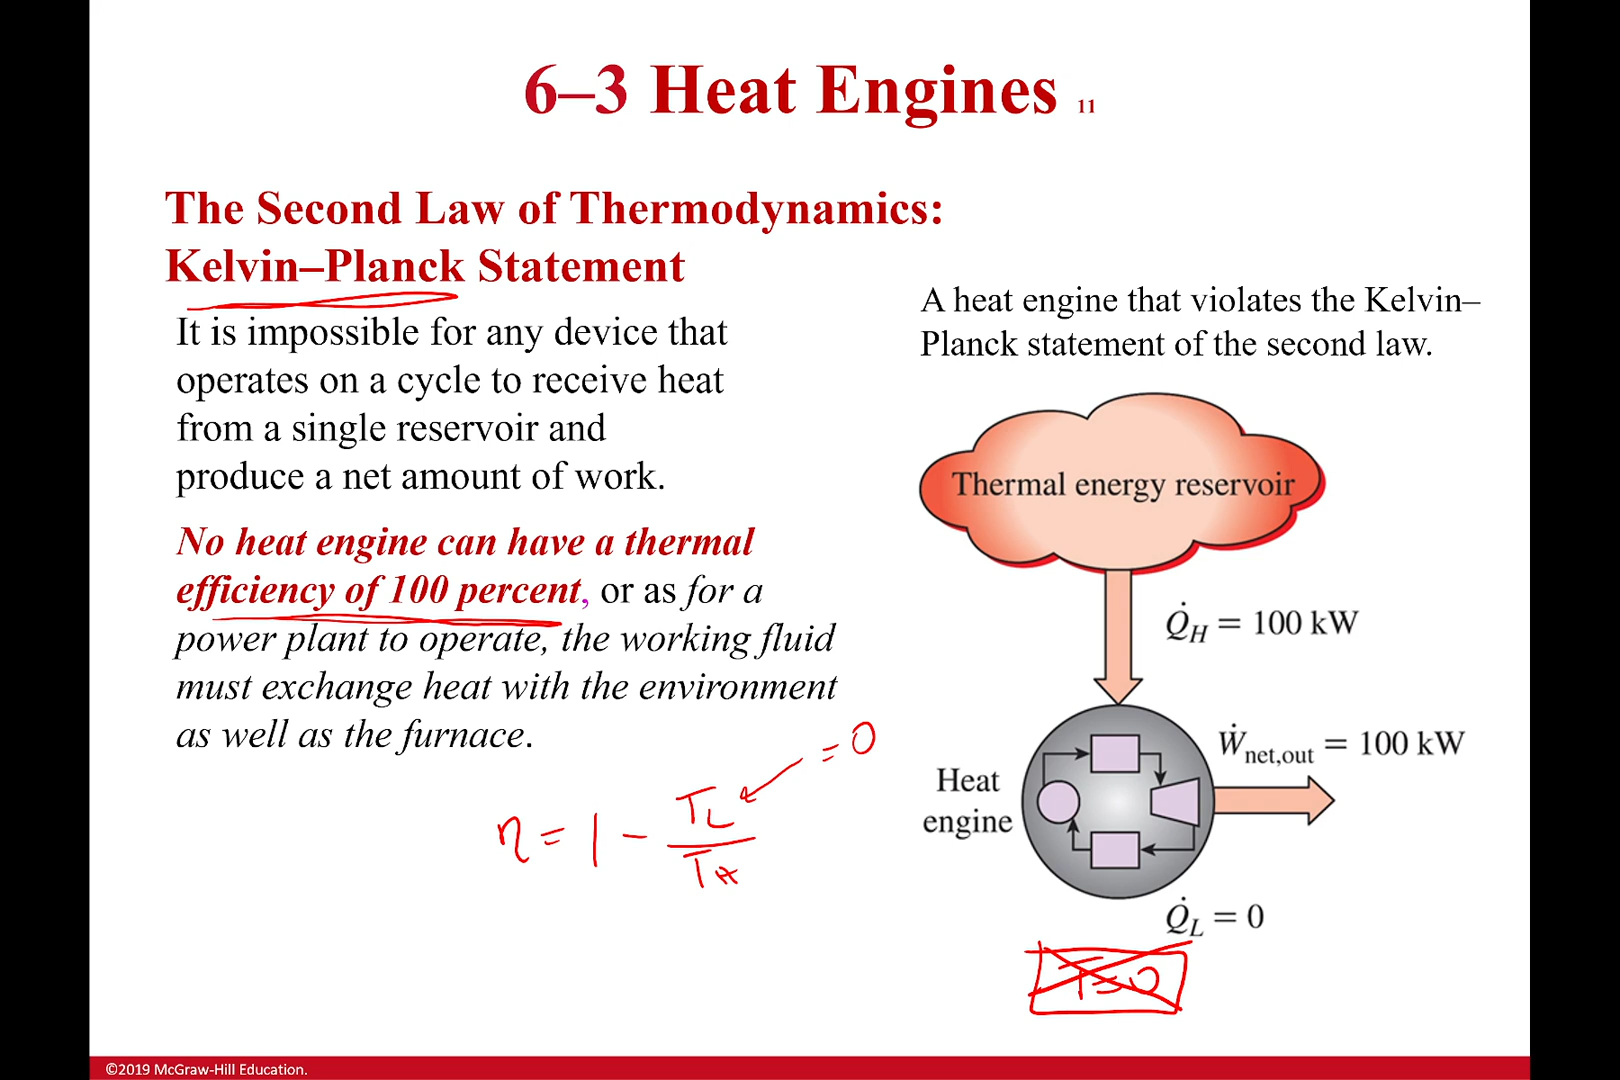 6–3 Heat Engines 11
The Second Law of Thermodynamics:
Kelvin–Planck Statement
It is impossible for any device that
operates on a cycle to receive heat
from a single reservoir and
produce a net amount of work.
No heat engine can have a thermal
efficiency of 100 percent, or as for a
power plant to operate, the working fluid
must exchange heat with the environment
as well as the furnace.
η = 1 - T_L / T_H
= 0
A heat engine that violates the Kelvin–
Planck statement of the second law.
Thermal energy reservoir
Q̇_H = 100 kW
Ẇ_net,out = 100 kW
Heat
engine
Q̇_L = 0
T=0
©2019 McGraw-Hill Education.